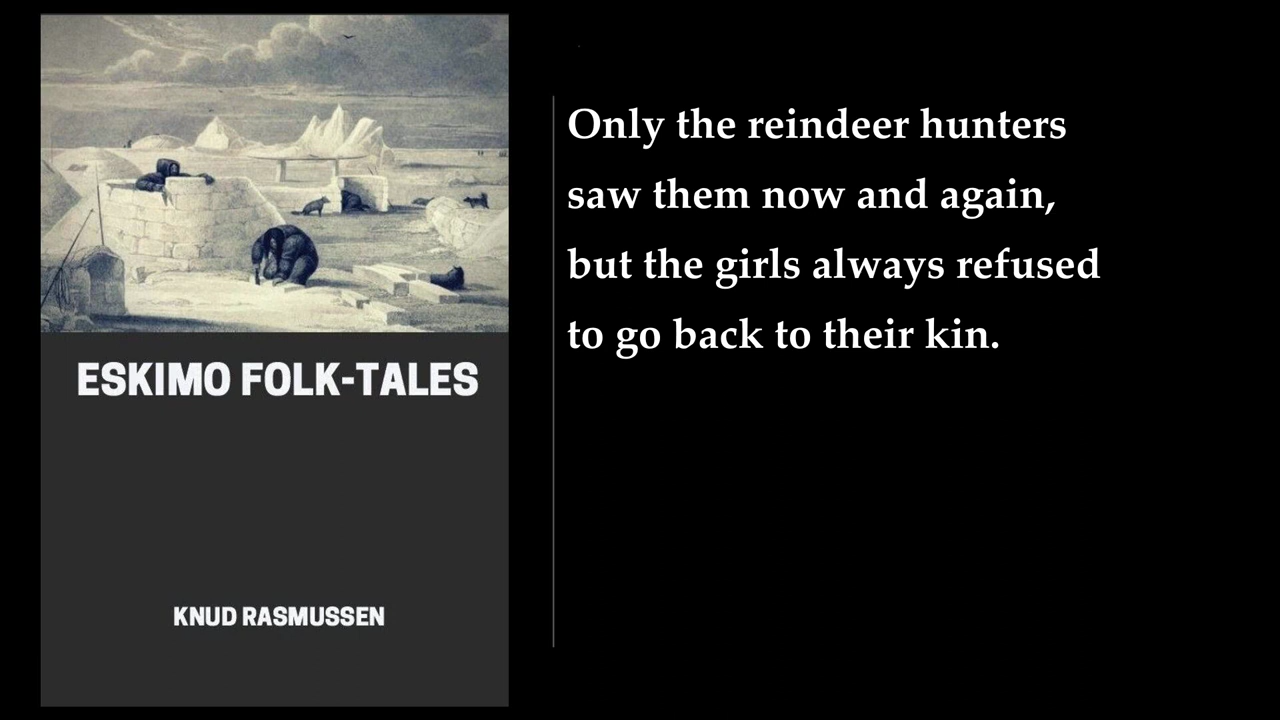 ESKIMO FOLK-TALES
KNUD RASMUSSEN
Only the reindeer hunters
saw them now and again,
but the girls always refused
to go back to their kin.